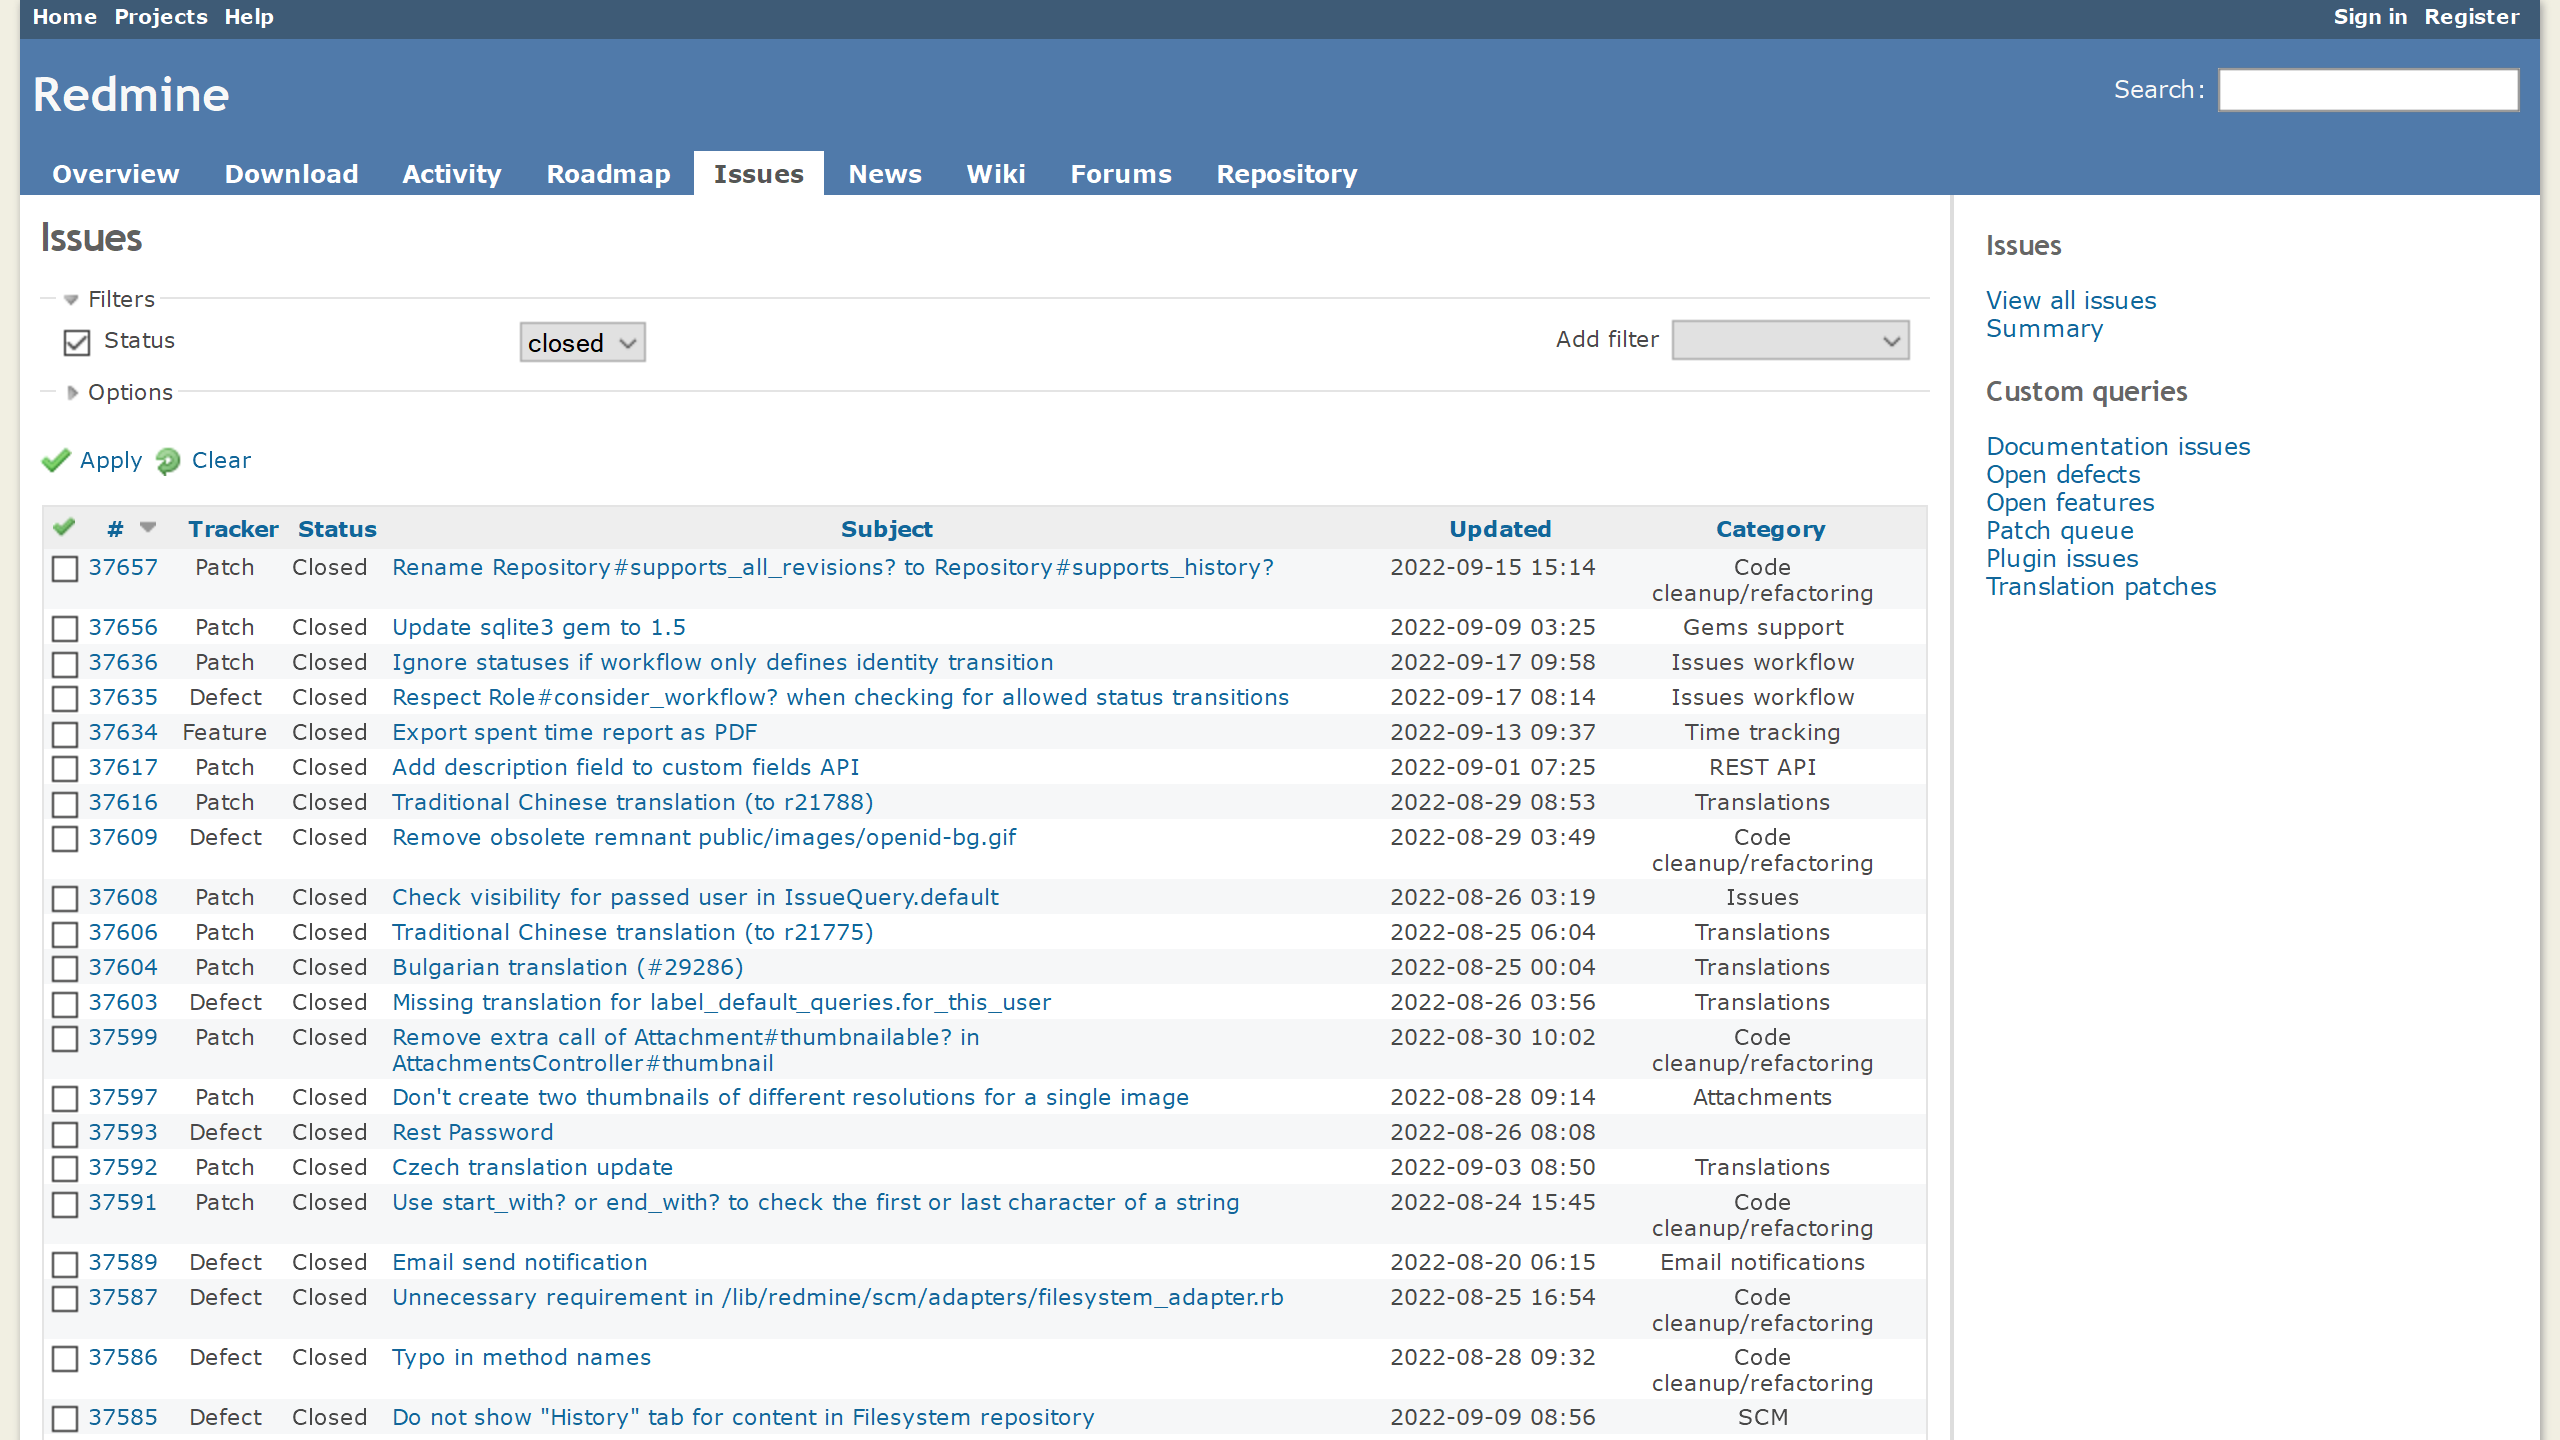 Home Projects Help Sign in Register
Redmine
Search:
Overview Download Activity Roadmap Issues News Wiki Forums Repository
Issues
Filters
Status closed Add filter
Options
Apply Clear
# Tracker Status Subject Updated Category
37657 Patch Closed Rename Repository#supports_all_revisions? to Repository#supports_history? 2022-09-15 15:14 Code
cleanup/refactoring
37656 Patch Closed Update sqlite3 gem to 1.5 2022-09-09 03:25 Gems support
37636 Patch Closed Ignore statuses if workflow only defines identity transition 2022-09-17 09:58 Issues workflow
37635 Defect Closed Respect Role#consider_workflow? when checking for allowed status transitions 2022-09-17 08:14 Issues workflow
37634 Feature Closed Export spent time report as PDF 2022-09-13 09:37 Time tracking
37617 Patch Closed Add description field to custom fields API 2022-09-01 07:25 REST API
37616 Patch Closed Traditional Chinese translation (to r21788) 2022-08-29 08:53 Translations
37609 Defect Closed Remove obsolete remnant public/images/openid-bg.gif 2022-08-29 03:49 Code
cleanup/refactoring
37608 Patch Closed Check visibility for passed user in IssueQuery.default 2022-08-26 03:19 Issues
37606 Patch Closed Traditional Chinese translation (to r21775) 2022-08-25 06:04 Translations
37604 Patch Closed Bulgarian translation (#29286) 2022-08-25 00:04 Translations
37603 Defect Closed Missing translation for label_default_queries.for_this_user 2022-08-26 03:56 Translations
37599 Patch Closed Remove extra call of Attachment#thumbnailable? in 2022-08-30 10:02 Code
AttachmentsController#thumbnail cleanup/refactoring
37597 Patch Closed Don't create two thumbnails of different resolutions for a single image 2022-08-28 09:14 Attachments
37593 Defect Closed Rest Password 2022-08-26 08:08
37592 Patch Closed Czech translation update 2022-09-03 08:50 Translations
37591 Patch Closed Use start_with? or end_with? to check the first or last character of a string 2022-08-24 15:45 Code
cleanup/refactoring
37589 Defect Closed Email send notification 2022-08-20 06:15 Email notifications
37587 Defect Closed Unnecessary requirement in /lib/redmine/scm/adapters/filesystem_adapter.rb 2022-08-25 16:54 Code
cleanup/refactoring
37586 Defect Closed Typo in method names 2022-08-28 09:32 Code
cleanup/refactoring
37585 Defect Closed Do not show "History" tab for content in Filesystem repository 2022-09-09 08:56 SCM
Issues
View all issues
Summary
Custom queries
Documentation issues
Open defects
Open features
Patch queue
Plugin issues
Translation patches